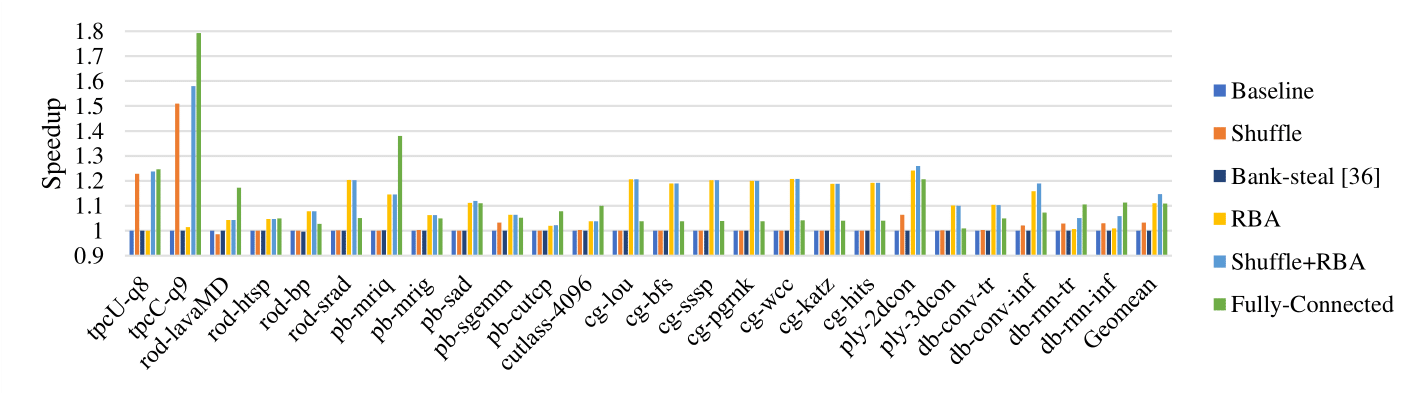 Speedup
1.8
1.7
1.6
1.5
1.4
1.3
1.2
1.1
1
0.9
tpcU-q8
tpcC-q9
rod-lavaMD
rod-htsp
rod-bp
rod-srad
pb-mriq
pb-mrig
pb-sad
pb-sgemm
pb-cutcp
cutlass-4096
cg-lou
cg-bfs
cg-sssp
cg-pgrnk
cg-wcc
cg-katz
cg-hits
ply-2dcon
ply-3dcon
db-conv-tr
db-conv-inf
db-rnn-tr
db-rnn-inf
Geomean
Baseline
Shuffle
Bank-steal [36]
RBA
Shuffle+RBA
Fully-Connected